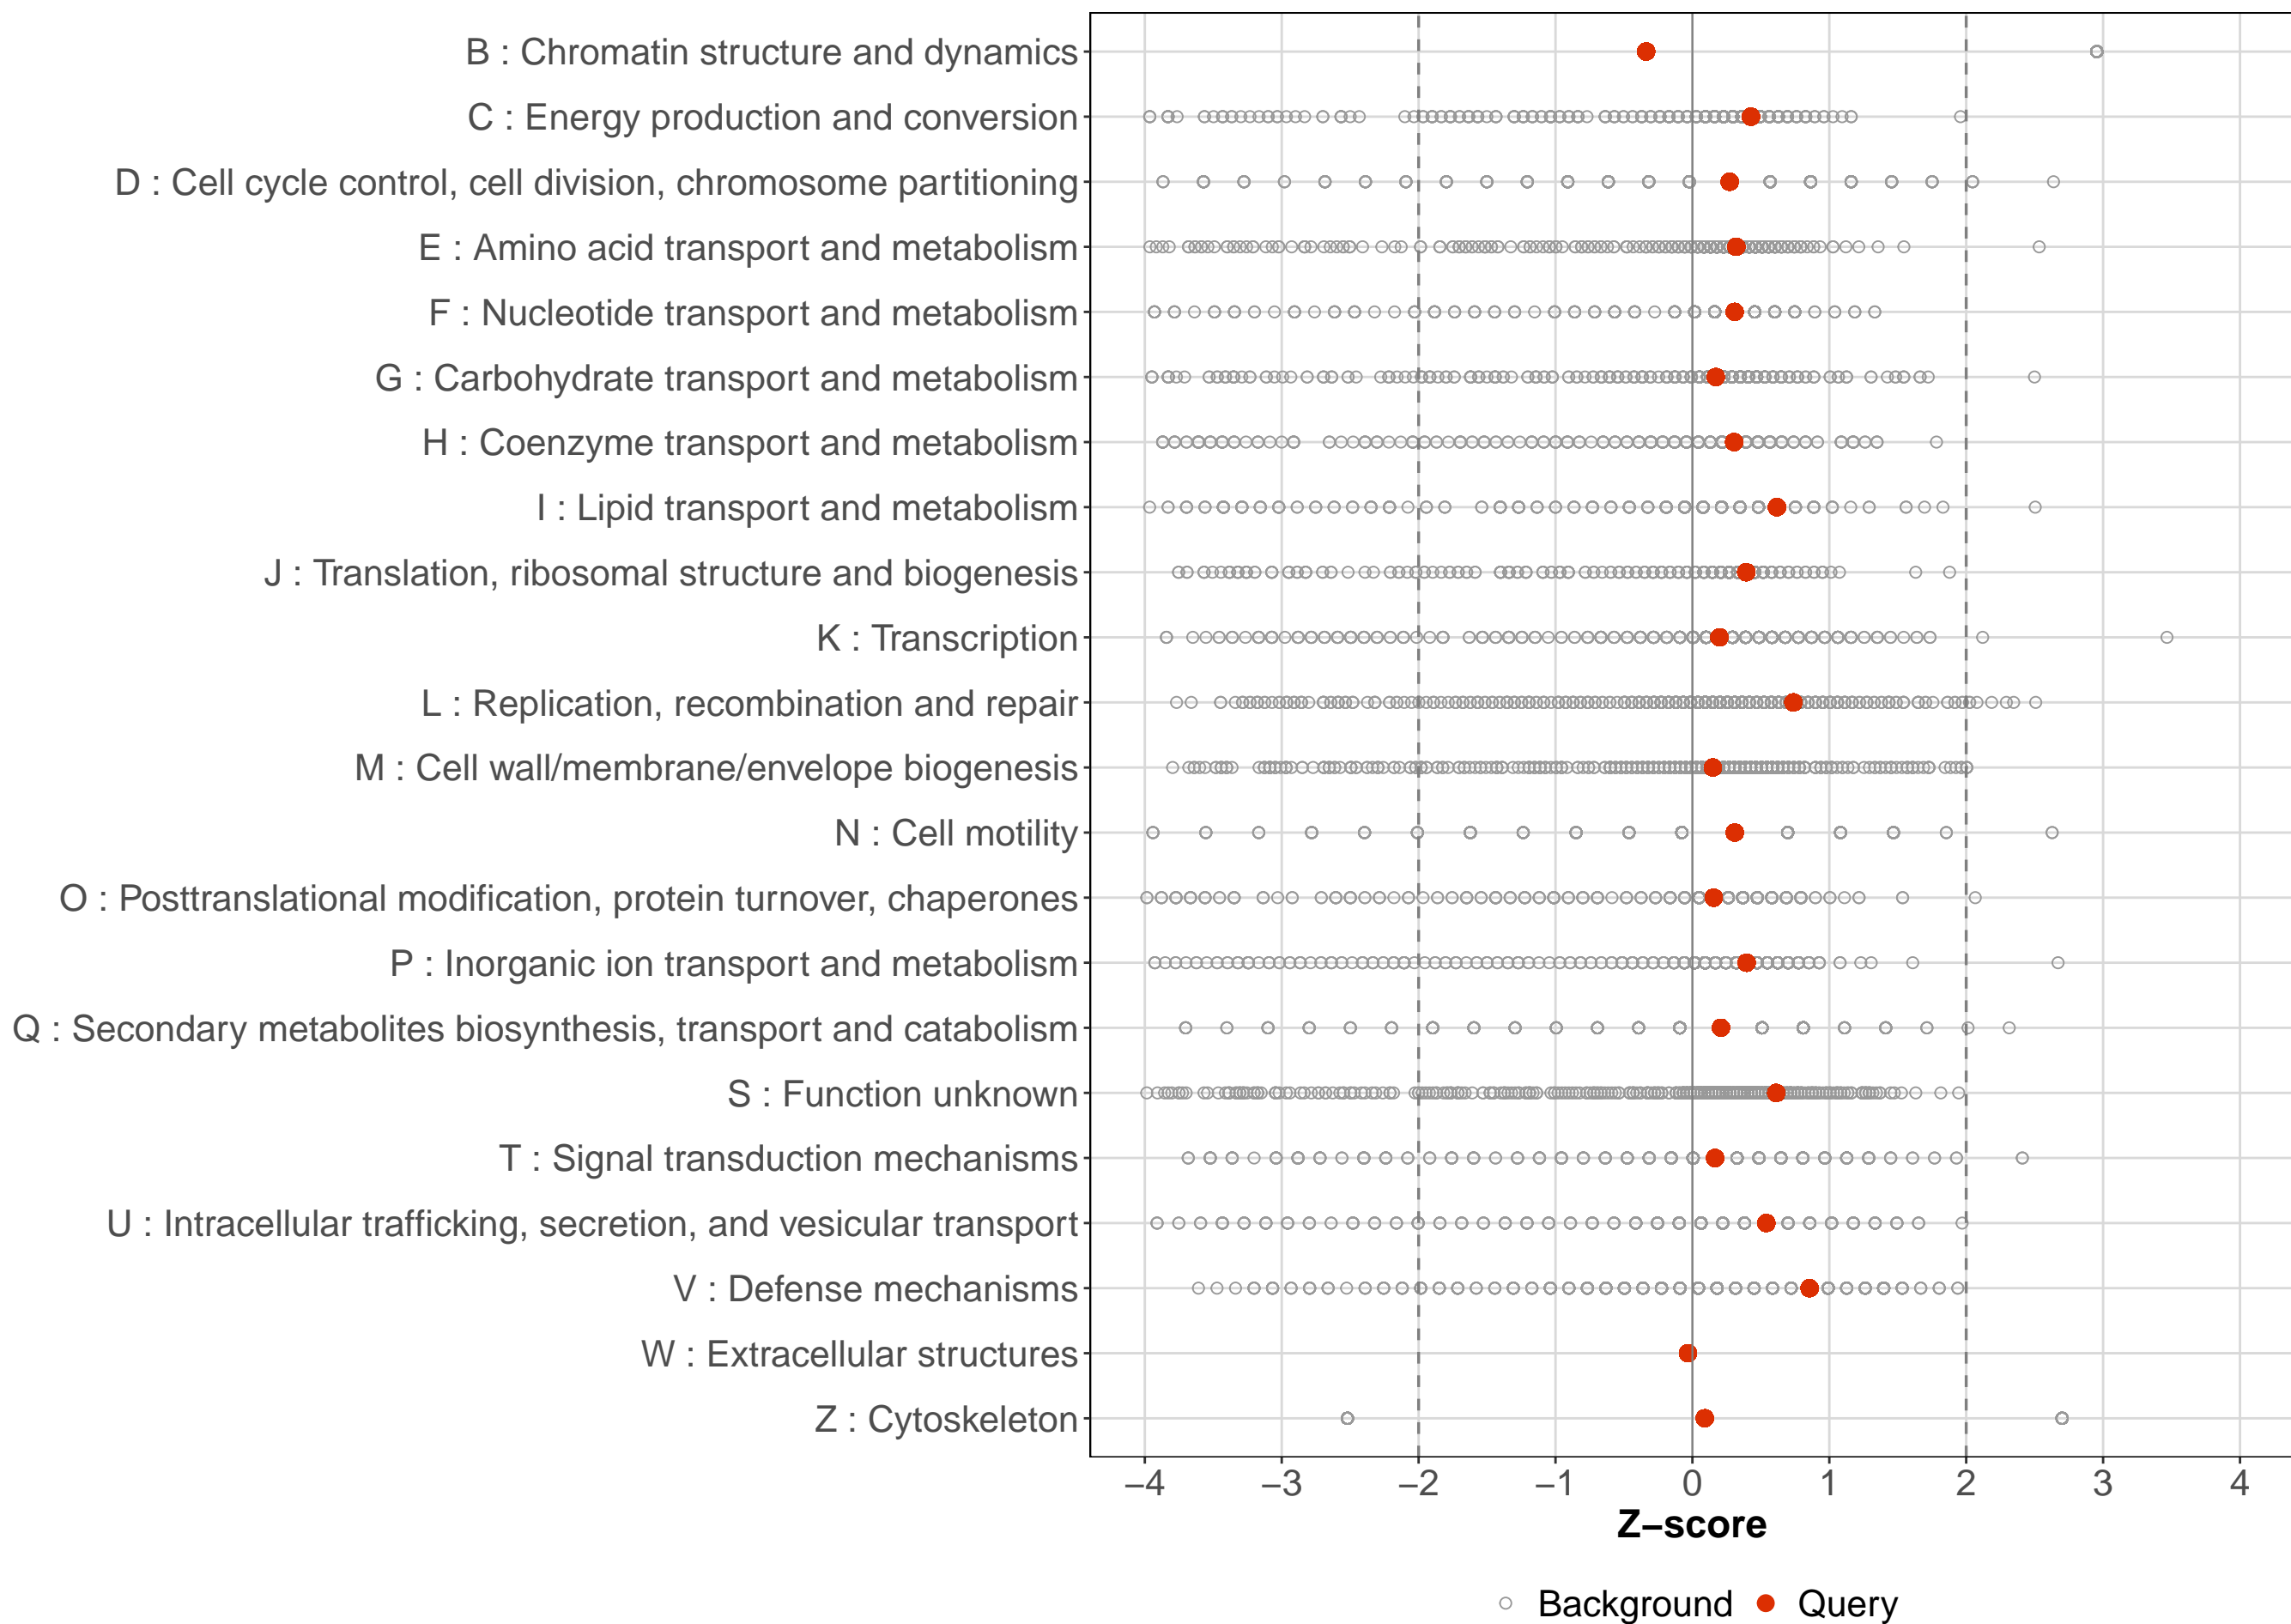 B : Chromatin structure and dynamics
C : Energy production and conversion
D : Cell cycle control, cell division, chromosome partitioning
E : Amino acid transport and metabolism
F : Nucleotide transport and metabolism
G : Carbohydrate transport and metabolism
H : Coenzyme transport and metabolism
I : Lipid transport and metabolism
J : Translation, ribosomal structure and biogenesis
K : Transcription
L : Replication, recombination and repair
M : Cell wall/membrane/envelope biogenesis
N : Cell motility
O : Posttranslational modification, protein turnover, chaperones
P : Inorganic ion transport and metabolism
Q : Secondary metabolites biosynthesis, transport and catabolism
S : Function unknown
T : Signal transduction mechanisms
U : Intracellular trafficking, secretion, and vesicular transport
V : Defense mechanisms
W : Extracellular structures
Z : Cytoskeleton
−4 −3 −2 −1 0 1 2 3 4
Z−score
Background Query